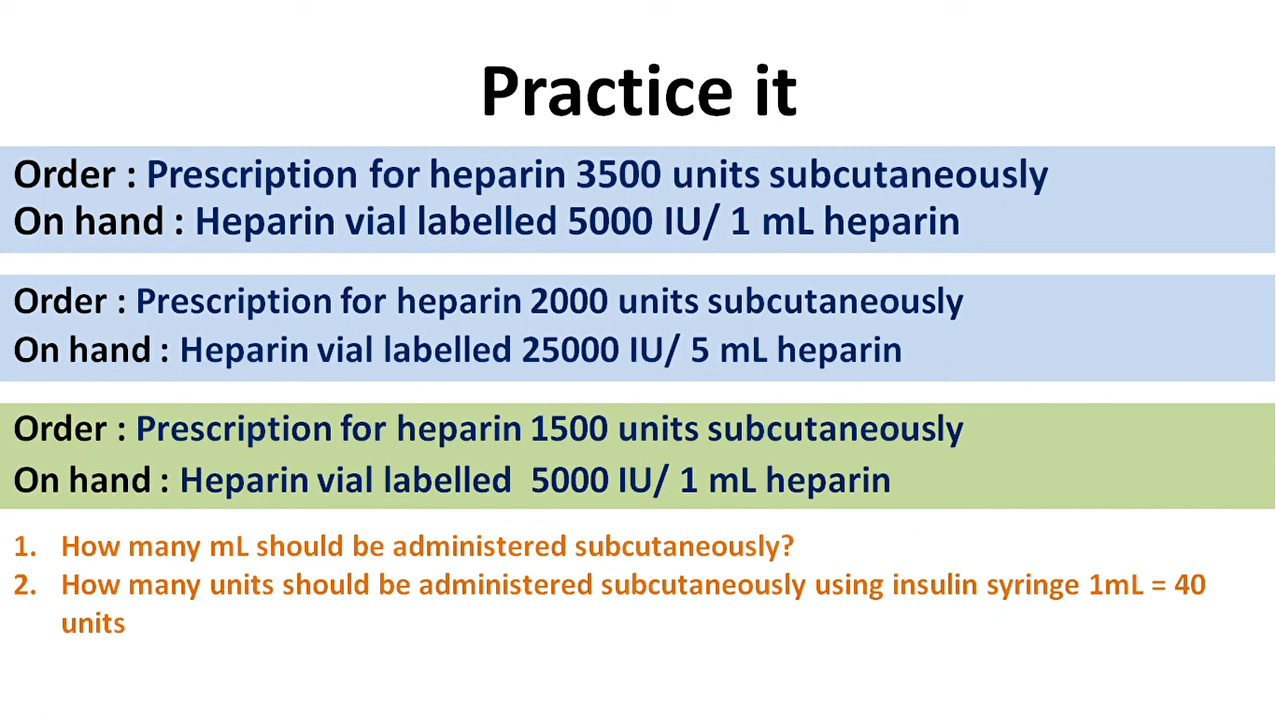 Practice it
Order : Prescription for heparin 3500 units subcutaneously
On hand : Heparin vial labelled 5000 IU/ 1 mL heparin
Order : Prescription for heparin 2000 units subcutaneously
On hand : Heparin vial labelled 25000 IU/ 5 mL heparin
Order : Prescription for heparin 1500 units subcutaneously
On hand : Heparin vial labelled 5000 IU/ 1 mL heparin
1. How many mL should be administered subcutaneously?
2. How many units should be administered subcutaneously using insulin syringe 1mL = 40
units